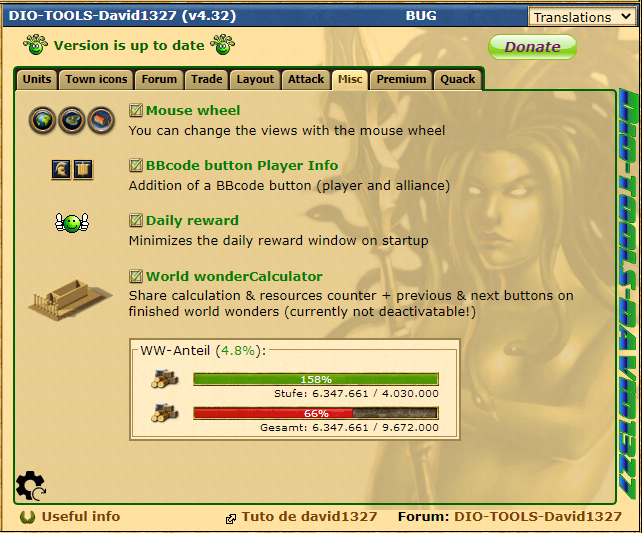 DIO-TOOLS-David1327 (v4.32) BUG Translations
Version is up to date Donate
Units Town icons Forum Trade Layout Attack Misc Premium Quack
Mouse wheel
You can change the views with the mouse wheel
BBcode button Player Info
Addition of a BBcode button (player and alliance)
Daily reward
Minimizes the daily reward window on startup
World wonderCalculator
Share calculation & resources counter + previous & next buttons on
finished world wonders (currently not deactivatable!)
WW-Anteil (4.8%):
158%
Stufe: 6.347.661 / 4.030.000
66%
Gesamt: 6.347.661 / 9.672.000
DIO-TOOLS-DAVID1327
Useful info Tuto de david1327 Forum: DIO-TOOLS-David1327